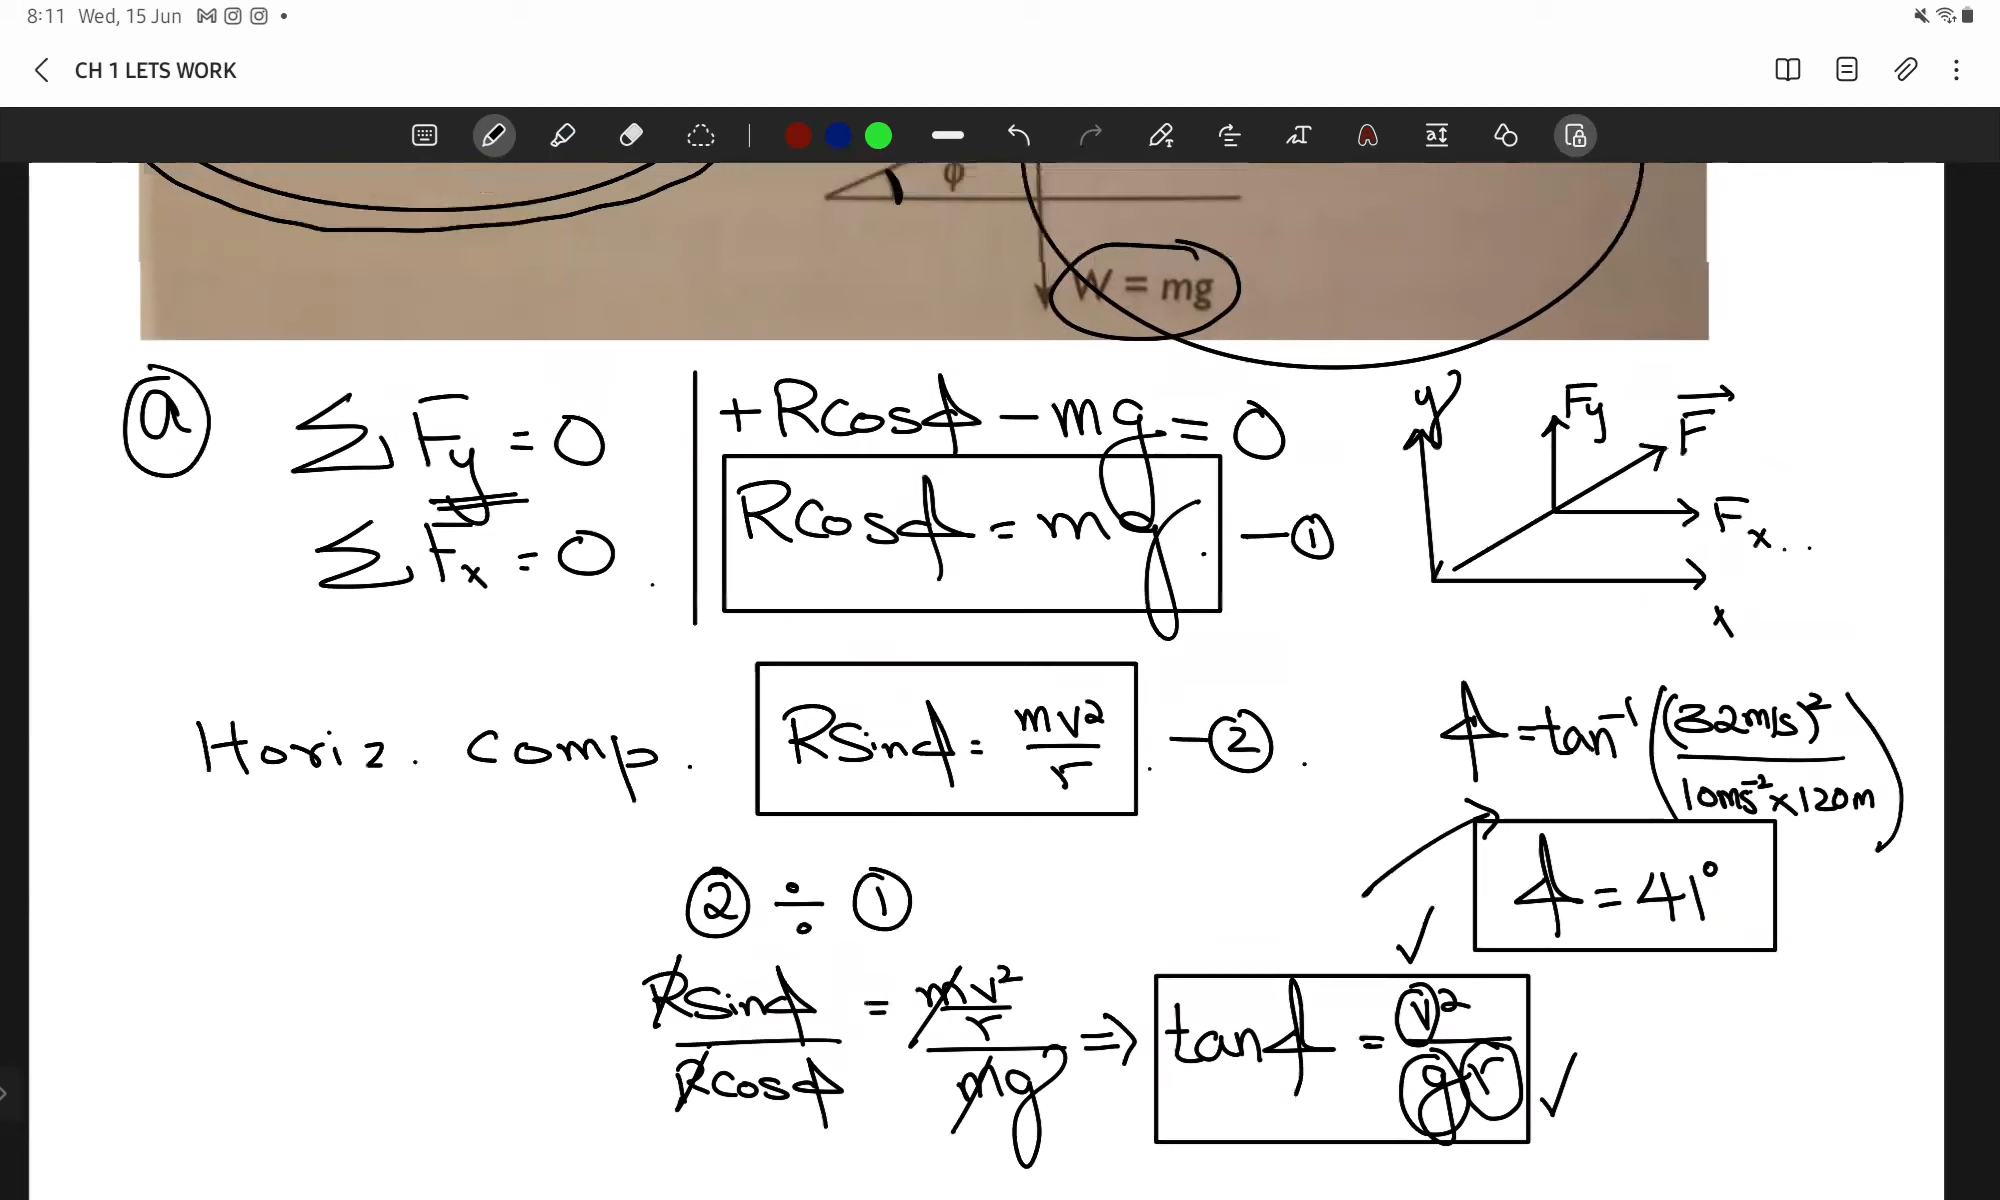 8:11 Wed, 15 Jun
CH 1 LETS WORK
φ
W = mg
a
ΣFy = 0
+Rcosϕ − mg = 0
y
Fy
F⃗
Rcosϕ = mg — ①
Fx
ΣFx = 0
x
Horiz. comp.
Rsinϕ = mv²/r — ②
ϕ = tan⁻¹((32m/s)²/(10ms⁻² × 120m))
ϕ = 41°
② ÷ ①
Rsinϕ/Rcosϕ = (mv²/r)/mg ⇒ tanϕ = v²/gr ✓